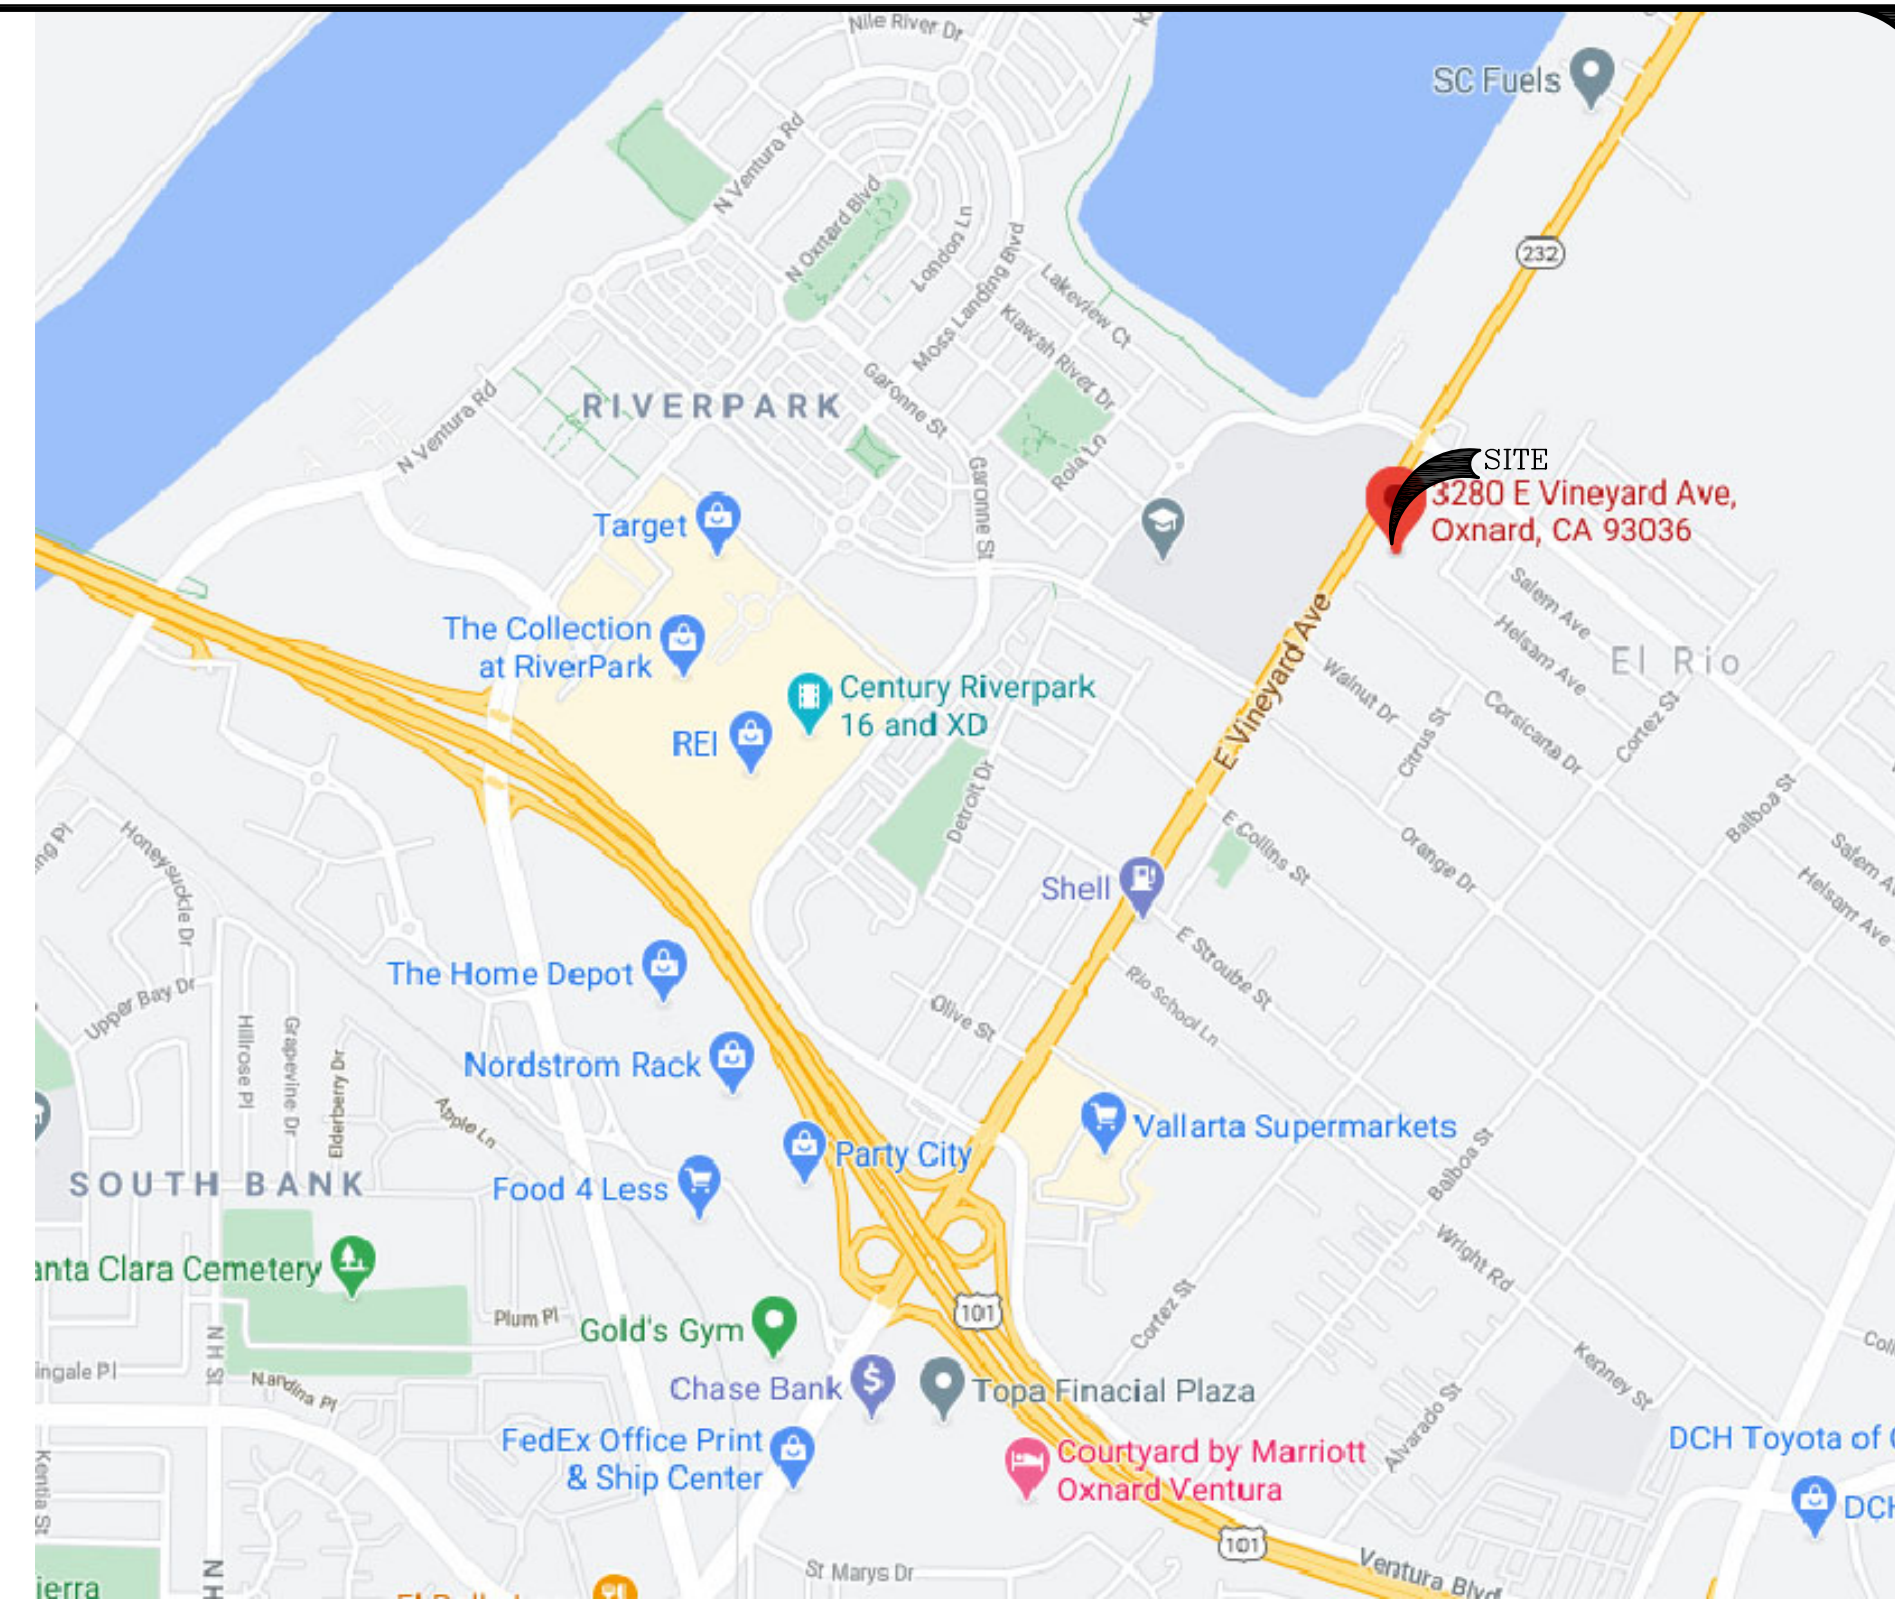 Nile River Dr
SC Fuels
N Ventura Rd
N Oxnard Blvd
London Ln
Moss Landing Blvd
232
Lakeview Ct
Kiawah River Dr
Garonne St
RIVERPARK
N Ventura Rd
Rola Ln
Garonne St
SITE
3280 E Vineyard Ave,
Oxnard, CA 93036
Target
Salem Ave
Helsam Ave
El Rio
The Collection
at RiverPark
Century Riverpark
16 and XD
REI
E Vineyard Ave
Walnut Dr
Citrus St
Corsicana Dr
Cortez St
Balboa St
Detroit Dr
ng Pl
Honeysuckle Dr
E Collins St
Orange Dr
Salem A
Helsam Ave
Shell
E Stroube St
Rio School Ln
The Home Depot
Upper Bay Dr
Olive St
Hillrose Pl
Grapevine Dr
Elderberry Dr
Nordstrom Rack
Apple Ln
Vallarta Supermarkets
Party City
SOUTH BANK
Food 4 Less
Balboa St
Wright Rd
anta Clara Cemetery
Plum Pl
101
Cortez St
Gold's Gym
N H St
ingale Pl
Nandina Pl
Chase Bank
Topa Finacial Plaza
Kenney St
Coll
Alvarado St
FedEx Office Print
& Ship Center
Courtyard by Marriott
Oxnard Ventura
DCH Toyota of
DCH
Kentia St
101
N H
St Marys Dr
Ventura Blvd
ierra